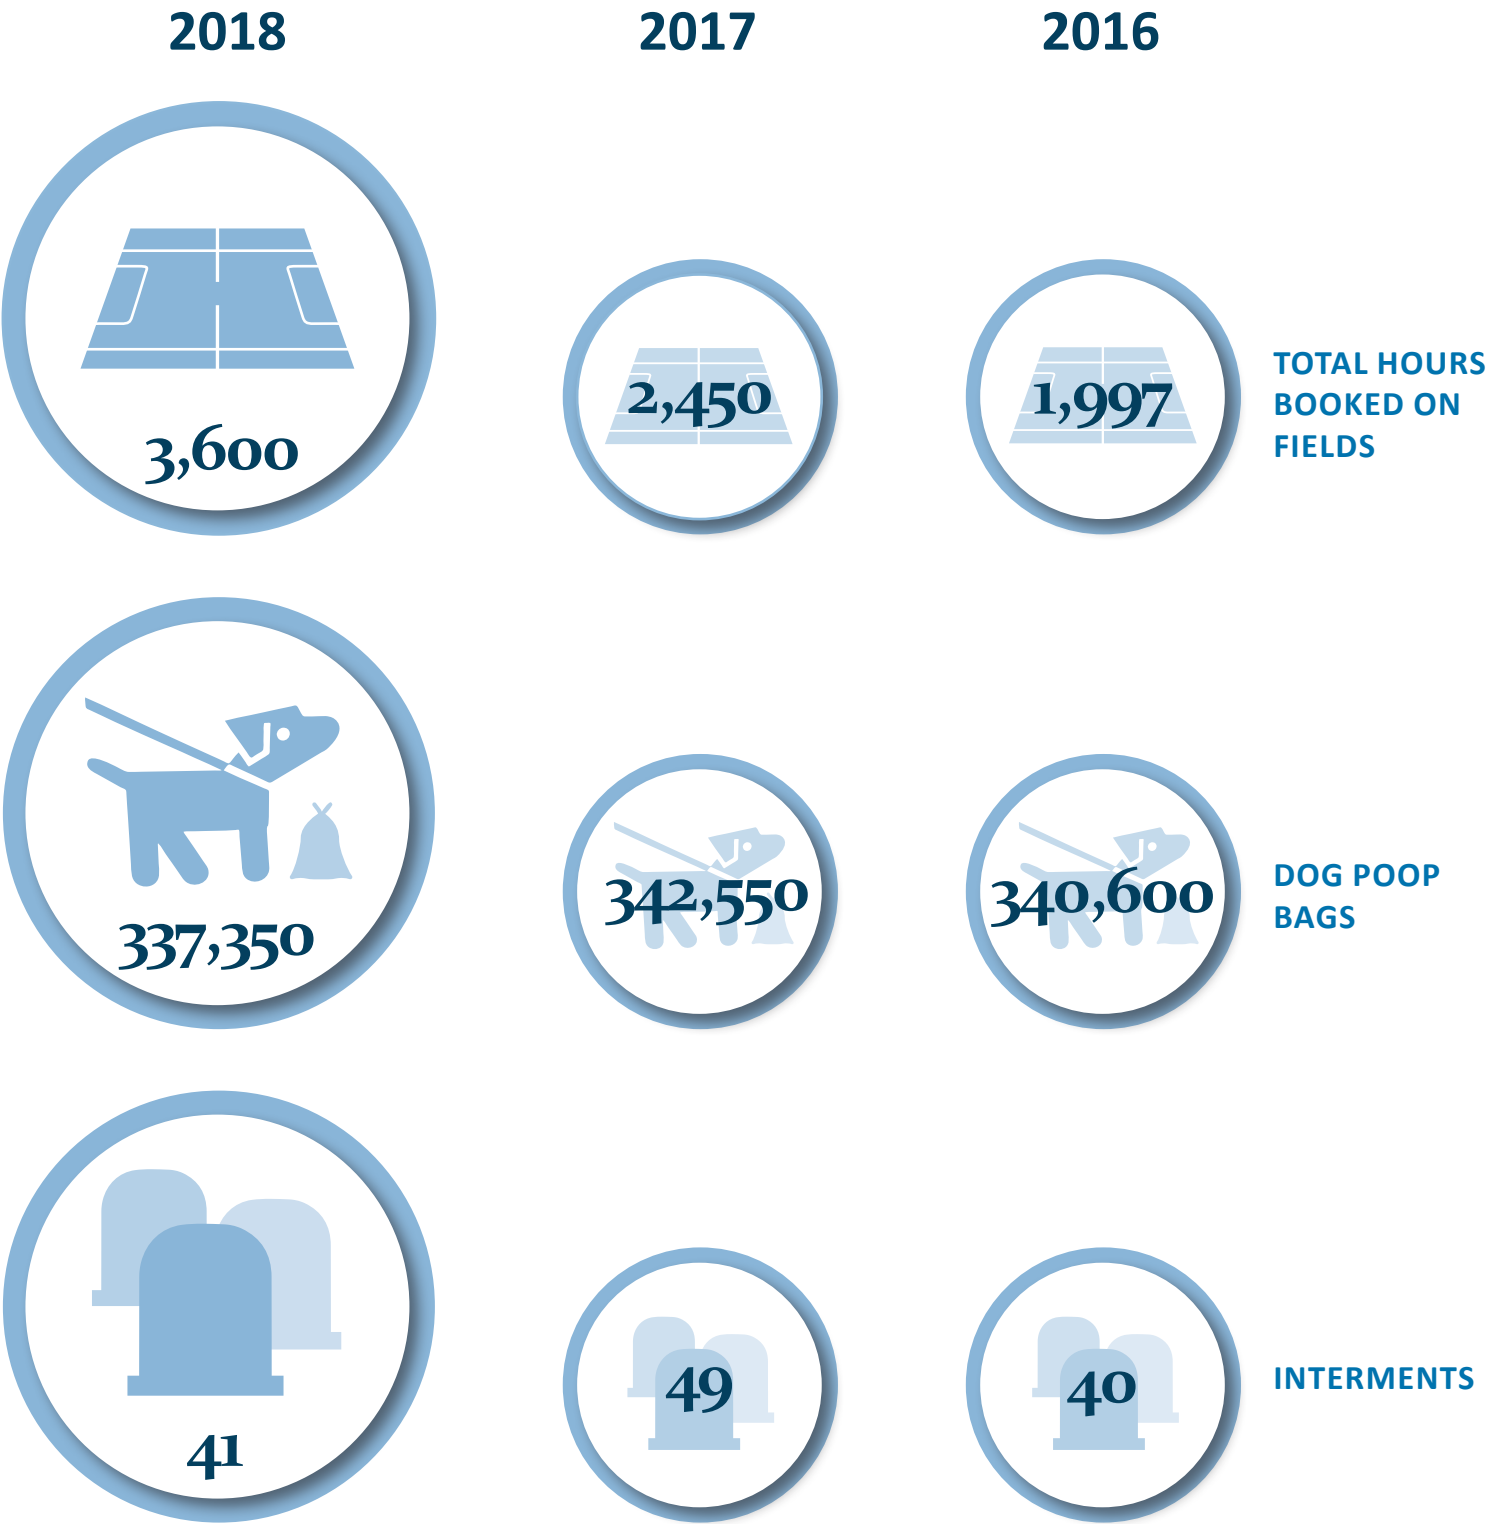 2018 2017 2016
3,600
2,450
1,997
TOTAL HOURS
BOOKED ON
FIELDS
337,350
342,550
340,600
DOG POOP
BAGS
41
49
40
INTERMENTS